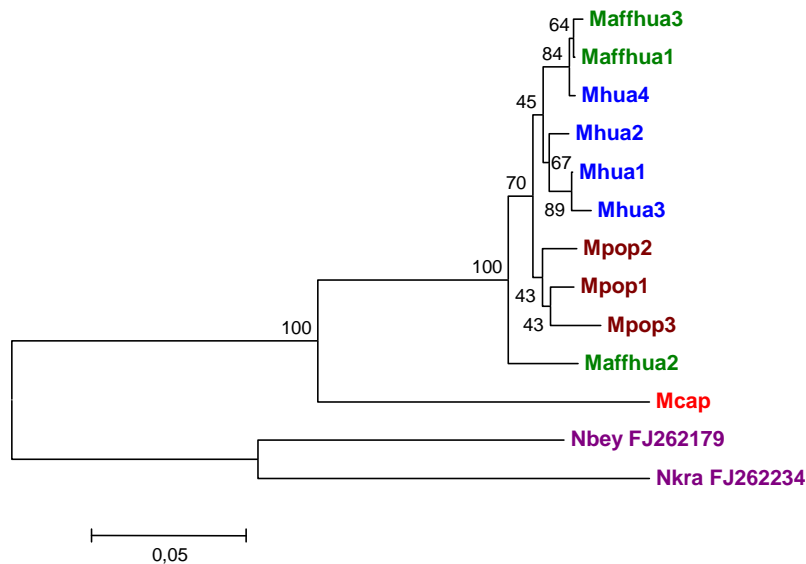 Maffhua3
64
Maffhua1
84
Mhua4
45
Mhua2
67
Mhua1
70
89
Mhua3
Mpop2
100
Mpop1
43
Mpop3
43
100
Maffhua2
Mcap
Nbey FJ262179
Nkra FJ262234
0,05